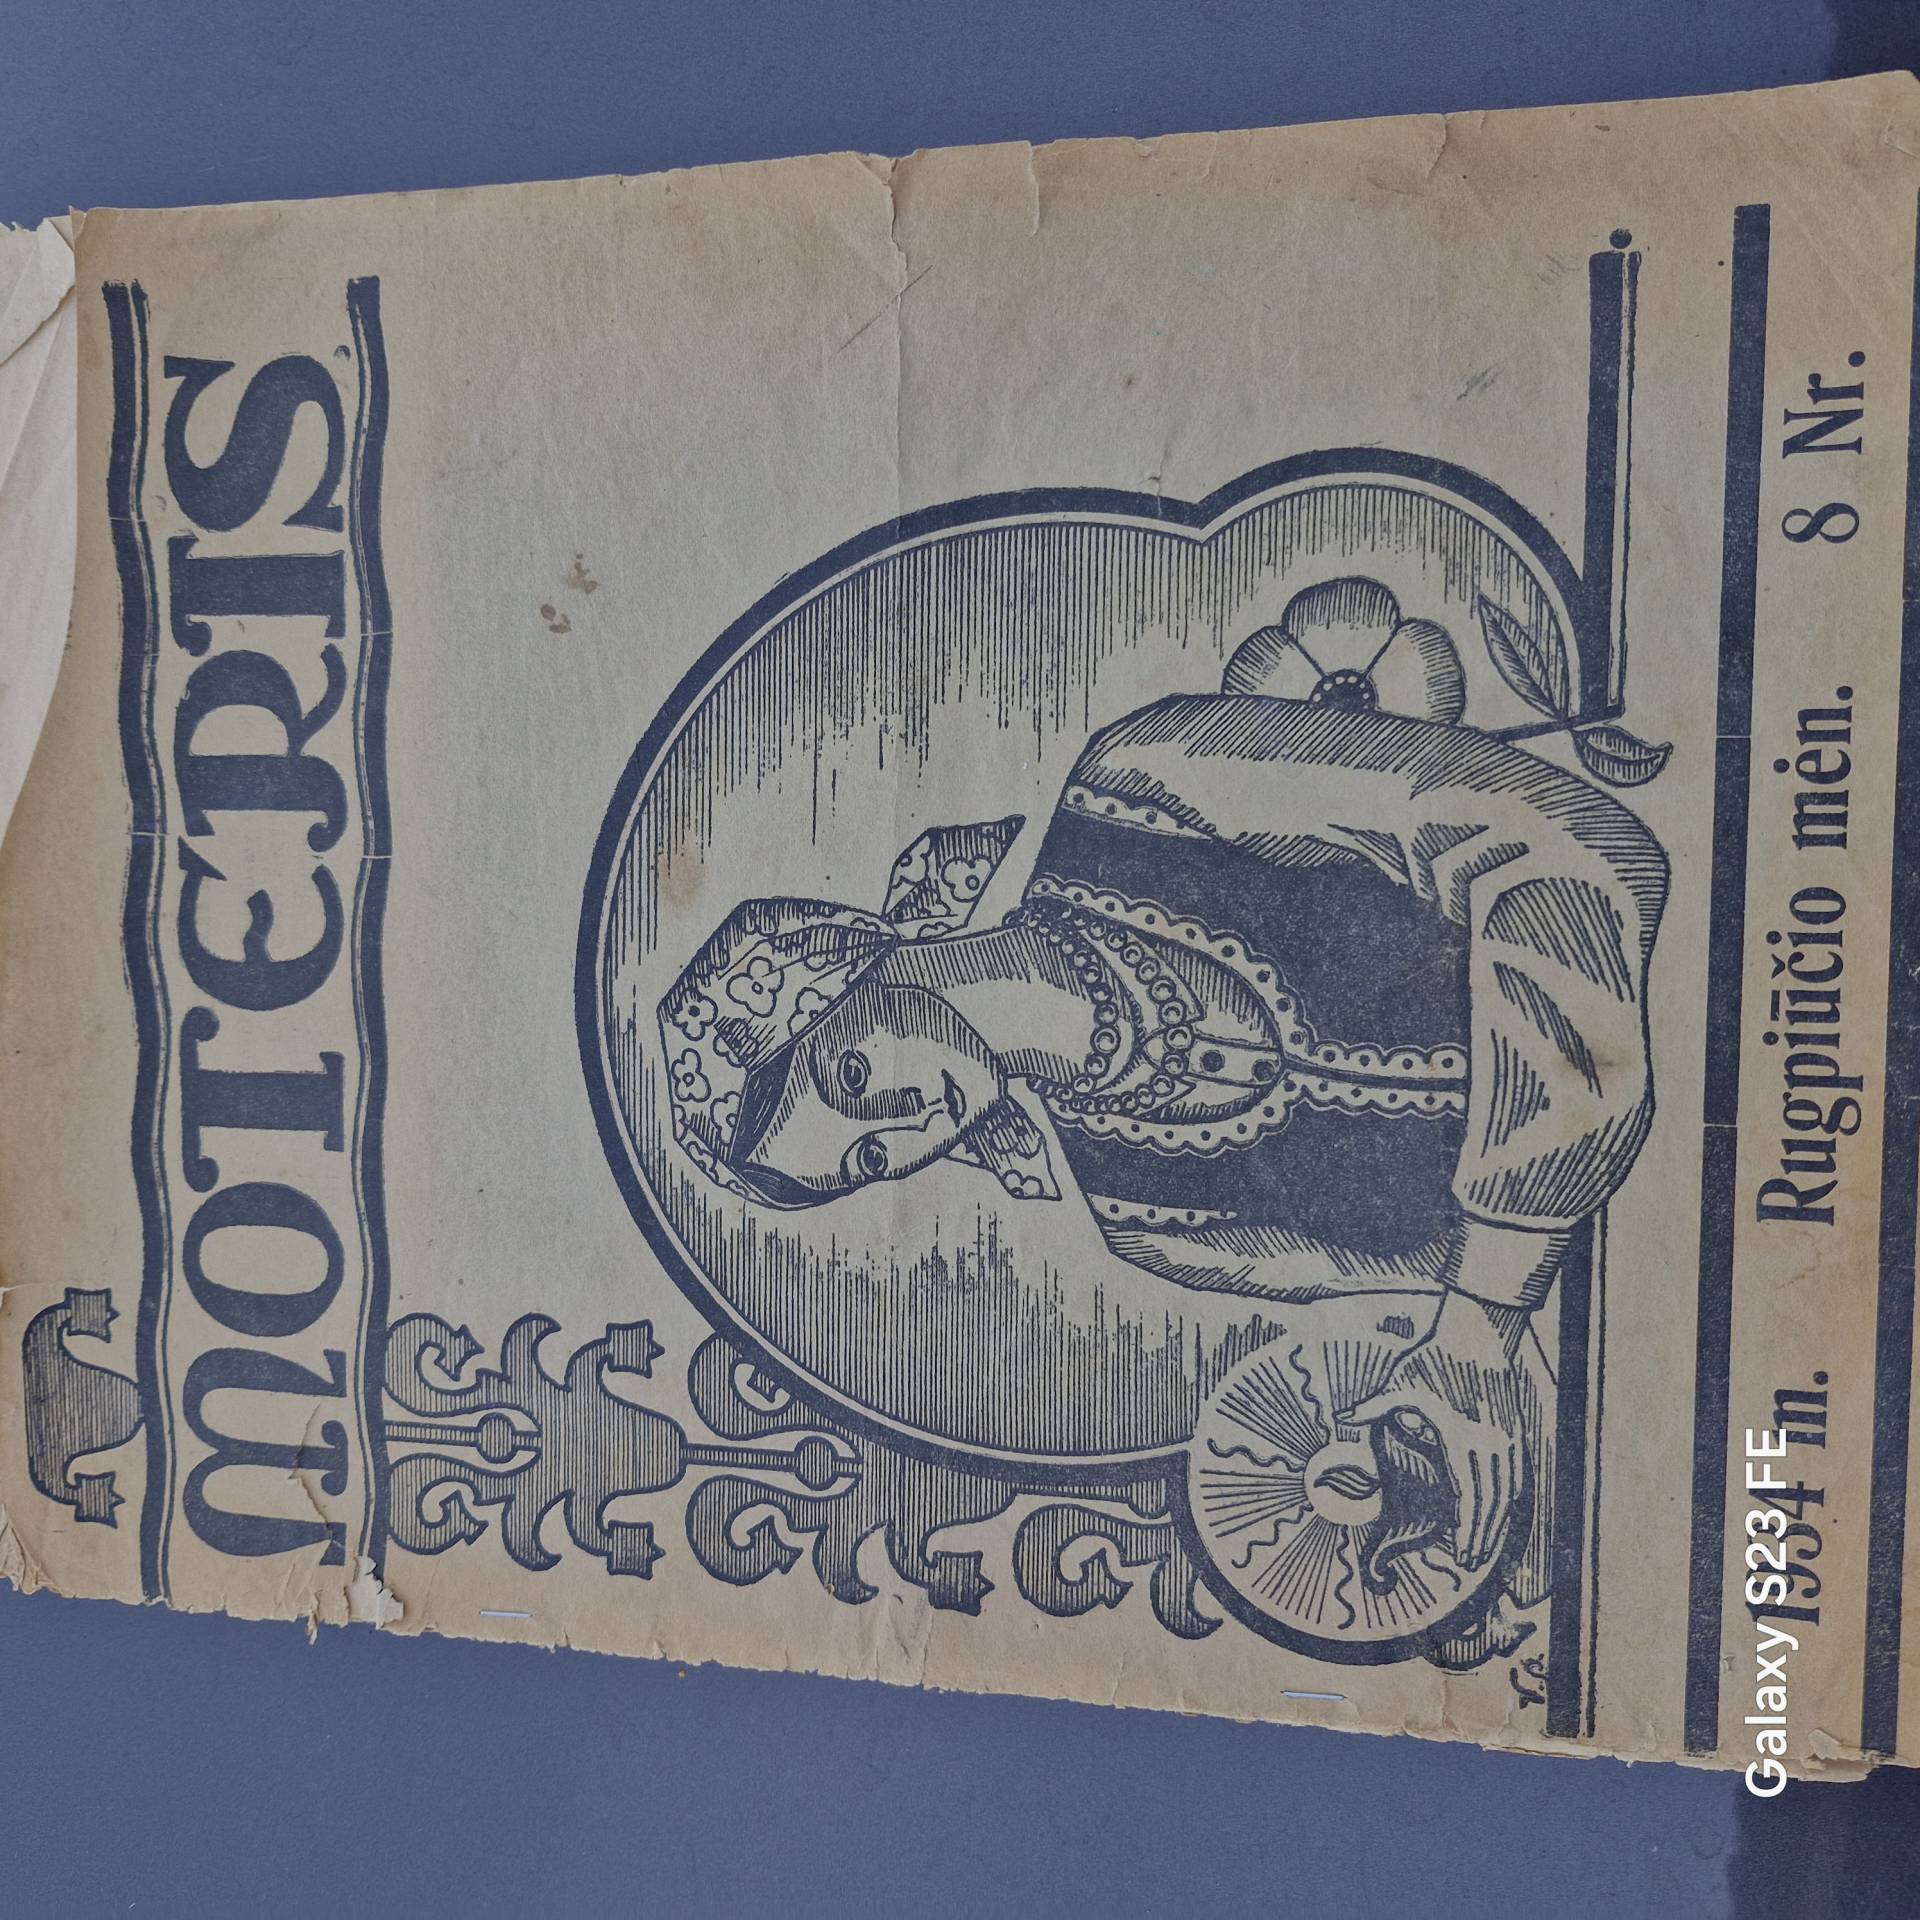 MOTERIS
V.J.
1934 m. Rugpiūčio mėn. 8 Nr.
Galaxy S23 FE